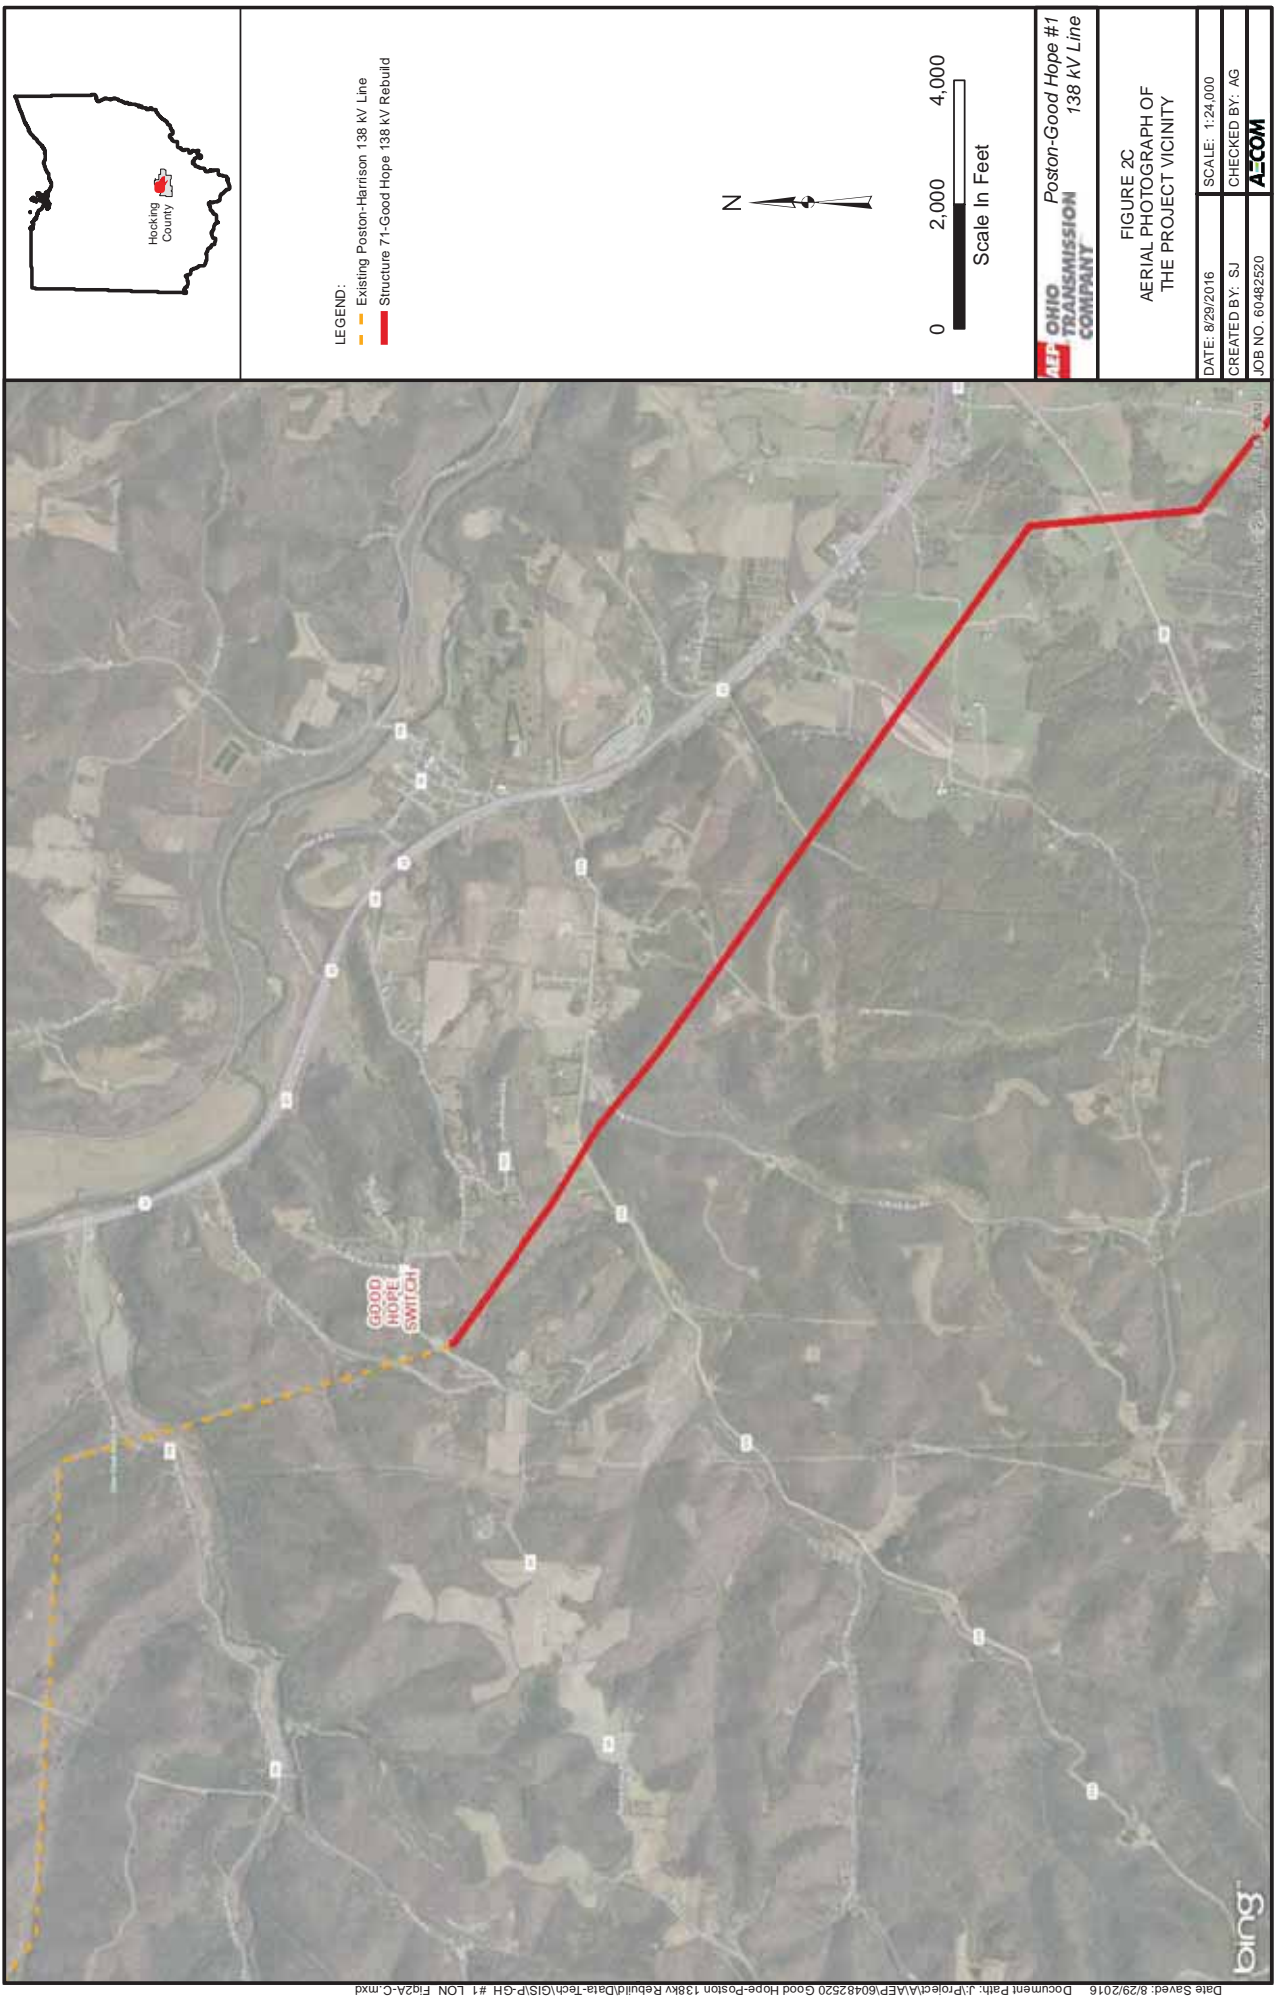 Hocking
County
LEGEND:
Existing Poston-Harrison 138 kV Line
Structure 71-Good Hope 138 kV Rebuild
N
0 2,000 4,000
Scale In Feet
AEP OHIO
TRANSMISSION
COMPANY
Poston-Good Hope #1
138 kV Line
FIGURE 2C
AERIAL PHOTOGRAPH OF
THE PROJECT VICINITY
DATE: 8/29/2016 SCALE: 1:24,000
CREATED BY: SJ CHECKED BY: AG
JOB NO. 60482520 AECOM
GOOD
HOPE
SWITCH
bing
Date Saved: 8/29/2016 Document Path: J:\Project\A\AEP\60482520 Good Hope-Poston 138kv Rebuild\Data-Tech\GIS\P-GH_#1_LON_Fig2A-C.mxd